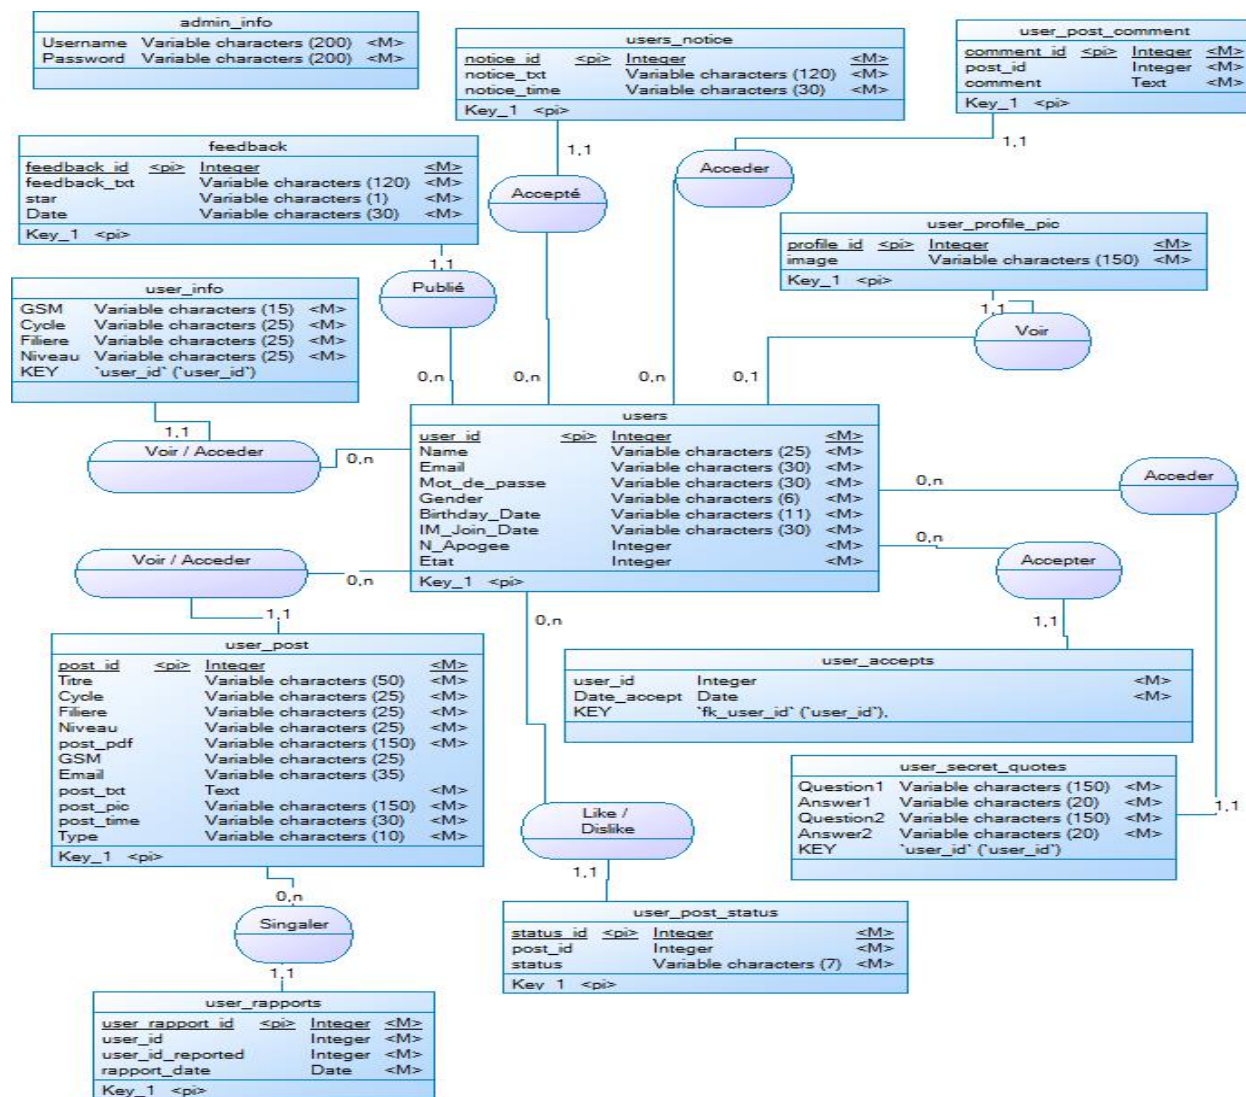 admin_info
Username Variable characters (200) <M>
Password Variable characters (200) <M>
users_notice
notice_id <pi> Integer <M>
notice_txt Variable characters (120) <M>
notice_time Variable characters (30) <M>
Key_1 <pi>
user_post_comment
comment_id <pi> Integer <M>
post_id Integer <M>
comment Text <M>
Key_1 <pi>
feedback
feedback_id <pi> Integer <M>
feedback_txt Variable characters (120) <M>
star Variable characters (1) <M>
Date Variable characters (30) <M>
Key_1 <pi>
1,1
Accepté
Acceder
1,1
user_profile_pic
profile_id <pi> Integer <M>
image Variable characters (150) <M>
Key_1 <pi>
1,1
Publié
1,1
Voir
user_info
GSM Variable characters (15) <M>
Cycle Variable characters (25) <M>
Filiere Variable characters (25) <M>
Niveau Variable characters (25) <M>
KEY `user_id` (`user_id`)
0,n
0,n
0,n
0,1
1,1
Voir / Acceder
0,n
users
user_id <pi> Integer <M>
Name Variable characters (25) <M>
Email Variable characters (30) <M>
Mot_de_passe Variable characters (30) <M>
Gender Variable characters (6) <M>
Birthday_Date Variable characters (11) <M>
IM_Join_Date Variable characters (30) <M>
N_Apogee Integer <M>
Etat Integer <M>
Key_1 <pi>
0,n
Acceder
0,n
Accepter
1,1
Voir / Acceder
0,n
1,1
0,n
user_post
post_id <pi> Integer <M>
Titre Variable characters (50) <M>
Cycle Variable characters (25) <M>
Filiere Variable characters (25) <M>
Niveau Variable characters (25) <M>
post_pdf Variable characters (150) <M>
GSM Variable characters (25)
Email Variable characters (35)
post_txt Text <M>
post_pic Variable characters (150) <M>
post_time Variable characters (30) <M>
Type Variable characters (10) <M>
Key_1 <pi>
user_accepts
user_id Integer <M>
Date_accept Date <M>
KEY `fk_user_id` (`user_id`),
user_secret_quotes
Question1 Variable characters (150) <M>
Answer1 Variable characters (20) <M>
Question2 Variable characters (150) <M>
Answer2 Variable characters (20) <M>
KEY `user_id` (`user_id`)
1,1
Like /
Dislike
1,1
0,n
Singaler
1,1
user_post_status
status_id <pi> Integer <M>
post_id Integer <M>
status Variable characters (7) <M>
Key_1 <pi>
user_rapports
user_rapport_id <pi> Integer <M>
user_id Integer <M>
user_id_reported Integer <M>
rapport_date Date <M>
Key_1 <pi>